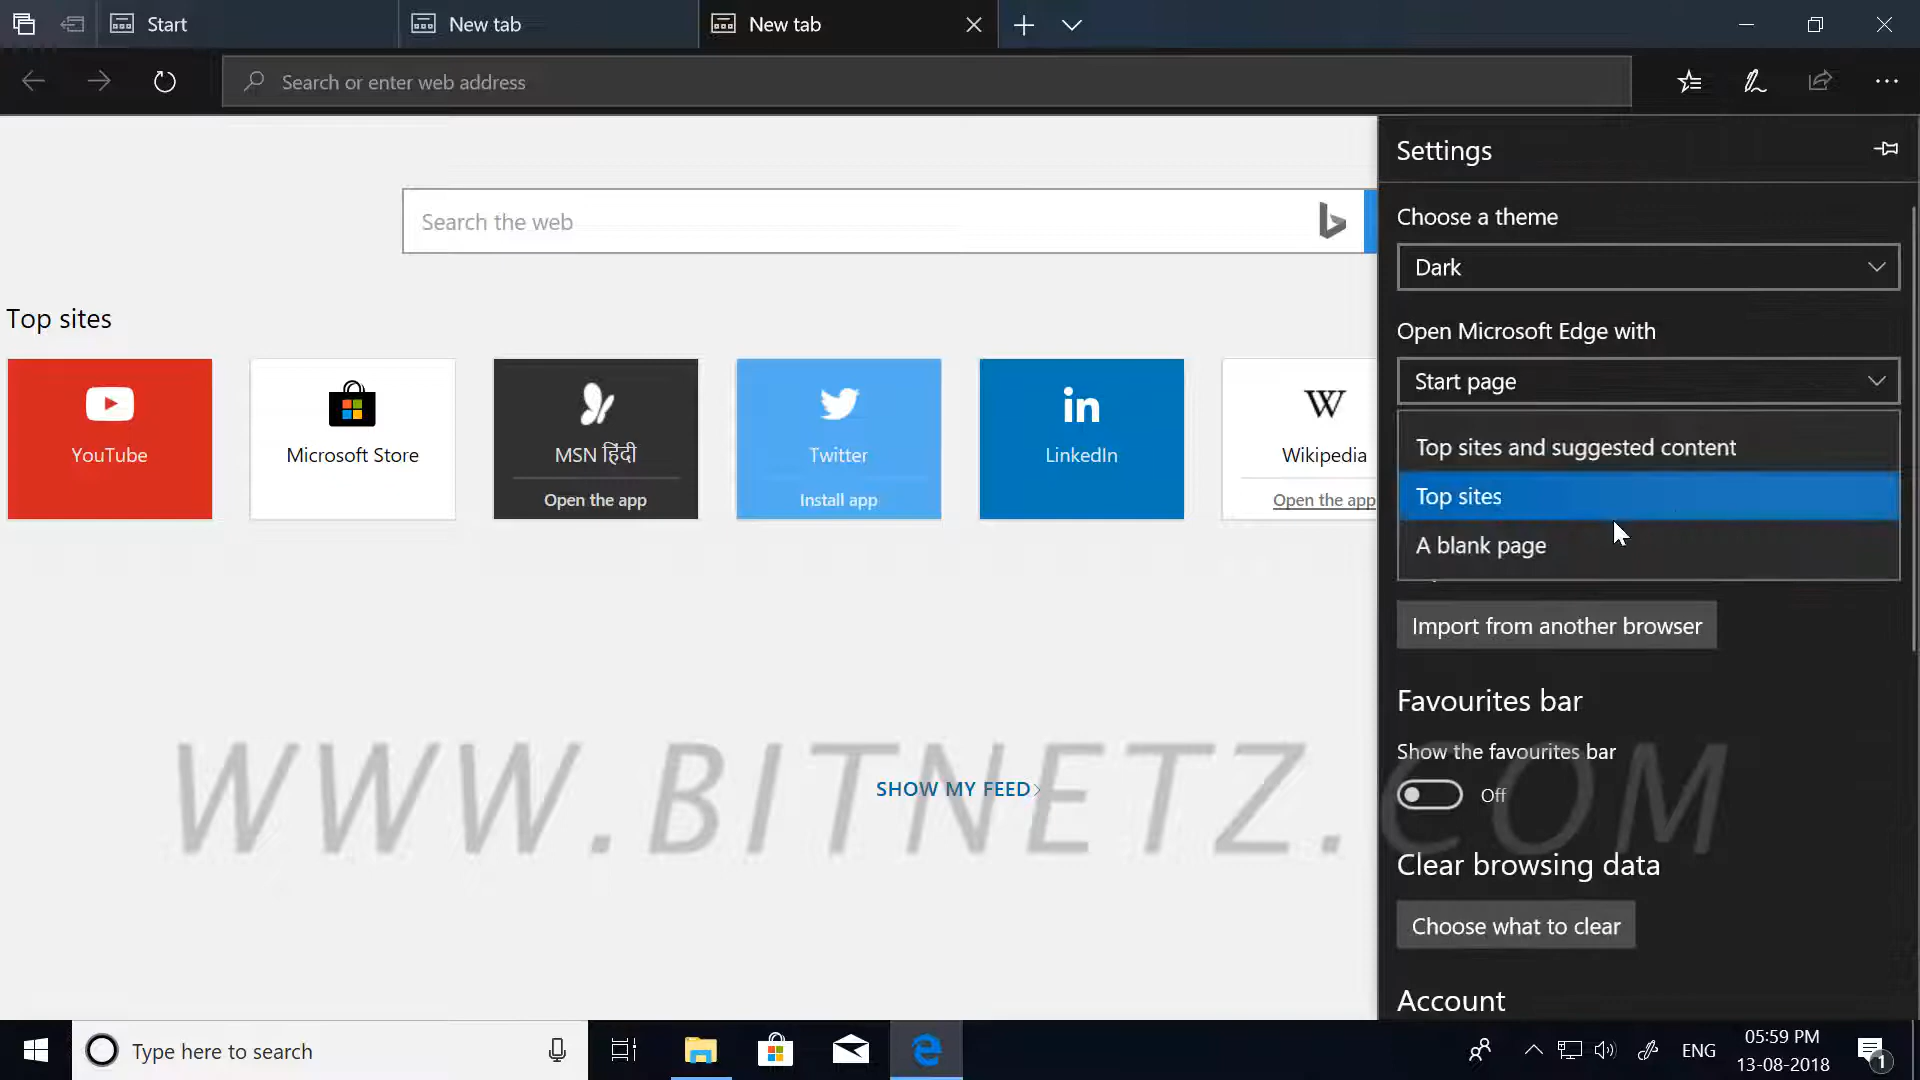 Start
New tab
New tab
Search or enter web address
Settings
Choose a theme
Dark
Open Microsoft Edge with
Start page
Top sites and suggested content
Top sites
A blank page
Import from another browser
Favourites bar
Show the favourites bar
Off
Clear browsing data
Choose what to clear
Account
Search the web
Top sites
YouTube
Microsoft Store
MSN हिंदी
Open the app
Twitter
Install app
LinkedIn
W
Wikipedia
Open the app
SHOW MY FEED
WWW.BITNETZ.COM
Type here to search
ENG
05:59 PM
13-08-2018
1